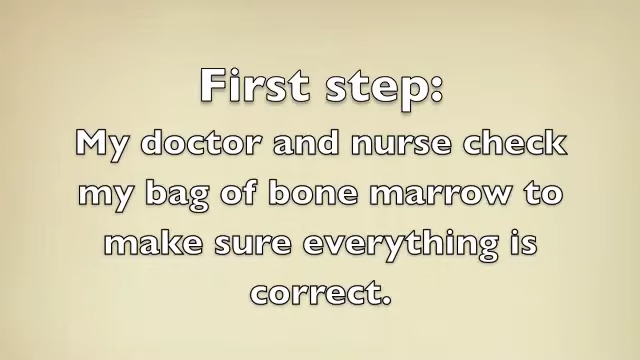 First step:
My doctor and nurse check
my bag of bone marrow to
make sure everything is
correct.